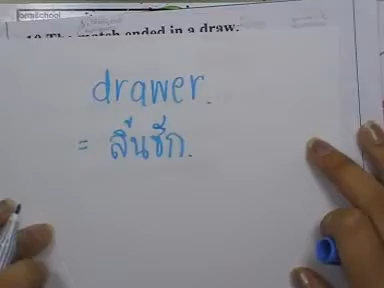 10 The match ended in a draw.
drawer.
= ลิ้นชัก.